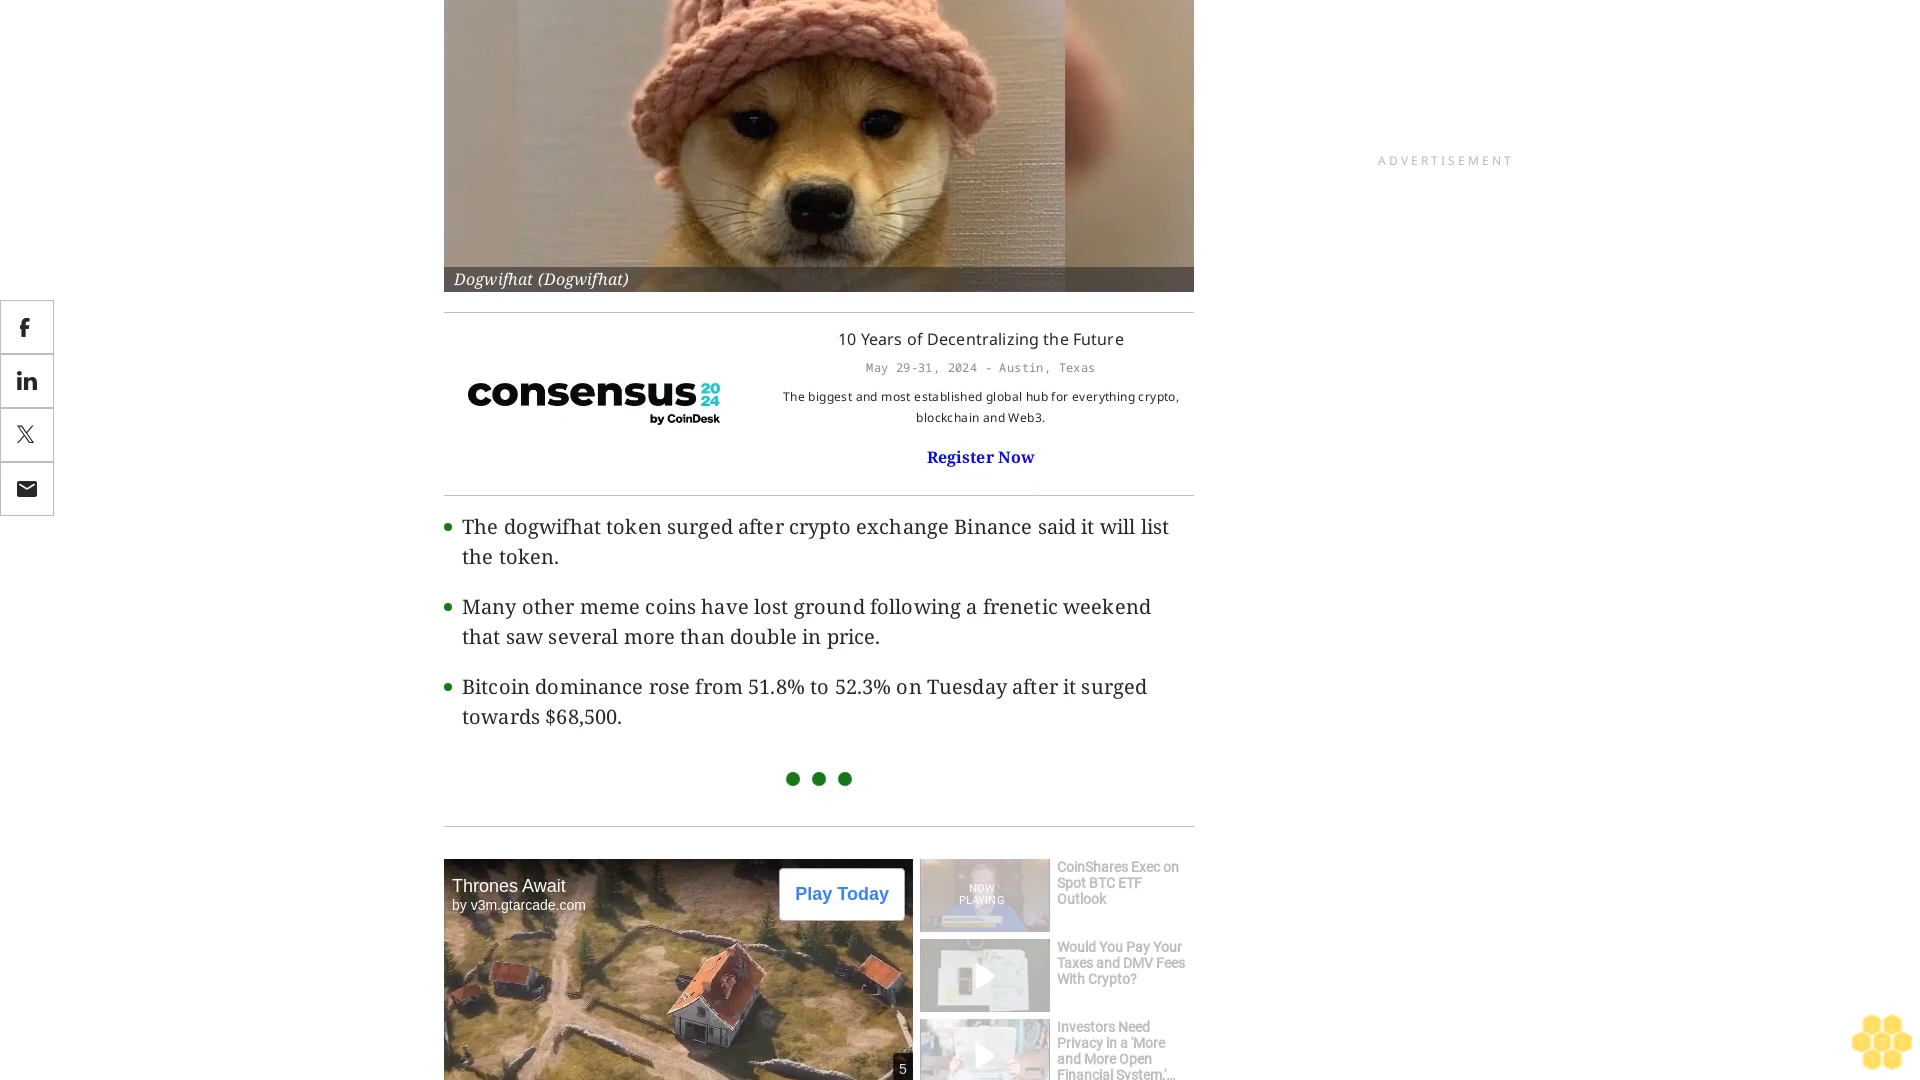 Dogwifhat (Dogwifhat)
ADVERTISEMENT
consensus 2024
by CoinDesk
10 Years of Decentralizing the Future
May 29-31, 2024 - Austin, Texas
The biggest and most established global hub for everything crypto,
blockchain and Web3.
Register Now
The dogwifhat token surged after crypto exchange Binance said it will list
the token.
Many other meme coins have lost ground following a frenetic weekend
that saw several more than double in price.
Bitcoin dominance rose from 51.8% to 52.3% on Tuesday after it surged
towards $68,500.
Thrones Await
by v3m.gtarcade.com
Play Today
5
NOW
PLAYING
CoinShares Exec on
Spot BTC ETF
Outlook
Would You Pay Your
Taxes and DMV Fees
With Crypto?
Investors Need
Privacy in a 'More
and More Open
Financial System,'...